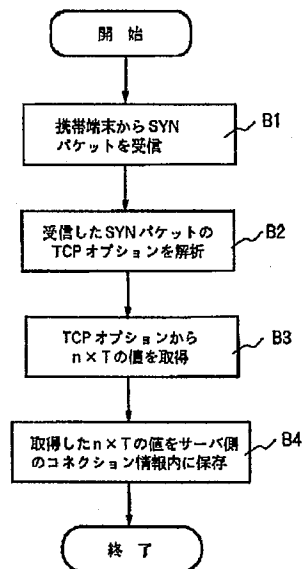 開始
携帯端末からSYN
パケットを受信
B1
受信したSYNパケットの
TCPオプションを解析
B2
TCPオプションから
n×Tの値を取得
B3
取得したn×Tの値をサーバ側
のコネクション情報内に保存
B4
終了